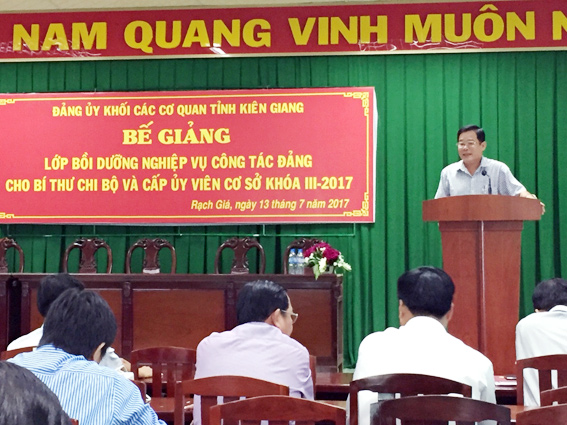 NAM QUANG VINH MUÔN N
ĐẢNG ỦY KHỐI CÁC CƠ QUAN TỈNH KIÊN GIANG
BẾ GIẢNG
LỚP BỒI DƯỠNG NGHIỆP VỤ CÔNG TÁC ĐẢNG
CHO BÍ THƯ CHI BỘ VÀ CẤP ỦY VIÊN CƠ SỞ KHÓA III-2017
Rạch Giá, ngày 13 tháng 7 năm 2017